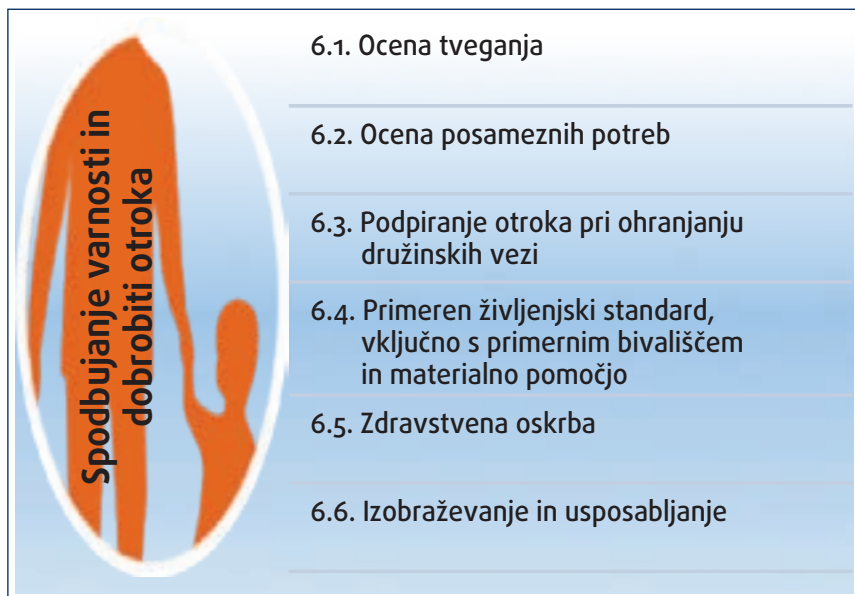 Spodbujanje varnosti in
dobrobiti otroka
6.1. Ocena tveganja
6.2. Ocena posameznih potreb
6.3. Podpiranje otroka pri ohranjanju
družinskih vezi
6.4. Primeren življenjski standard,
vključno s primernim bivališčem
in materialno pomočjo
6.5. Zdravstvena oskrba
6.6. Izobraževanje in usposabljanje